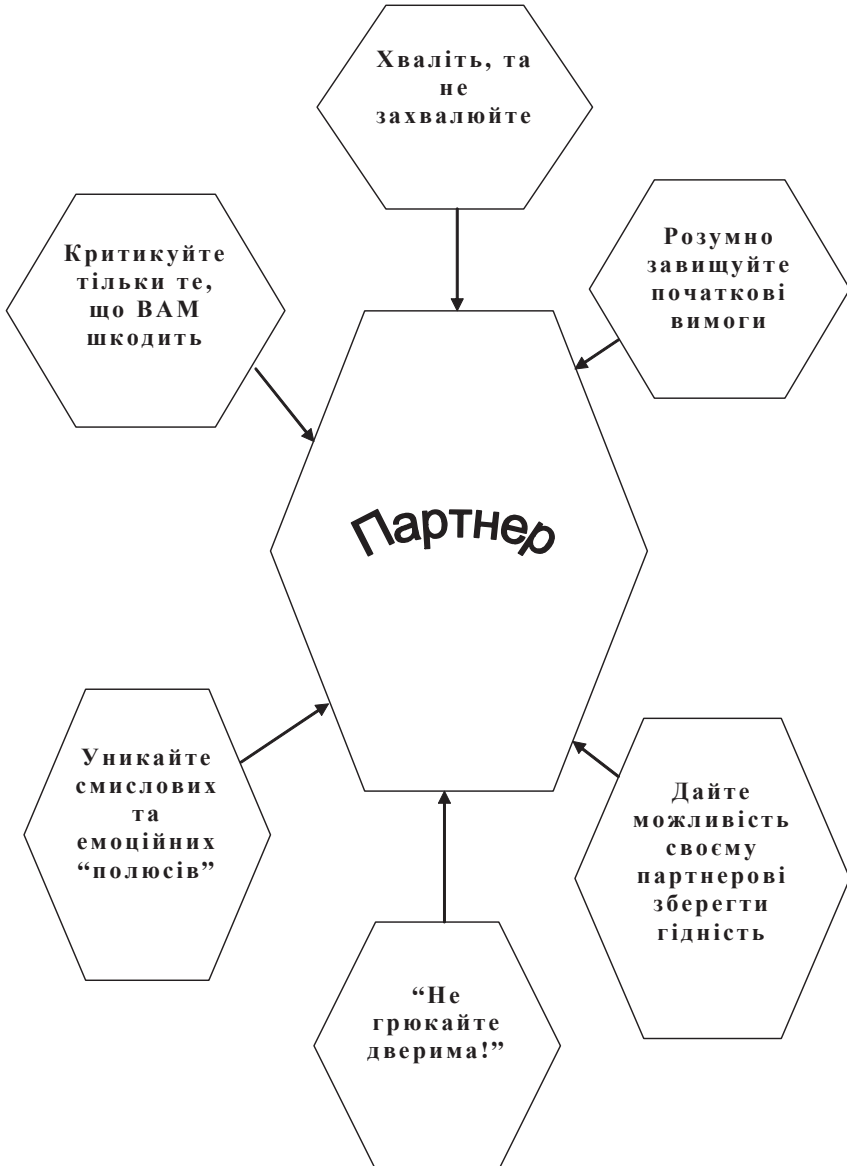 Хваліть, та
не
захвалюйте
Критикуйте
тільки те,
що ВАМ
шкодить
Розумно
завищуйте
початкові
вимоги
Партнер
Уникайте
смислових
та
емоційних
“полюсів”
Дайте
можливість
своєму
партнерові
зберегти
гідність
“Не
грюкайте
дверима!”